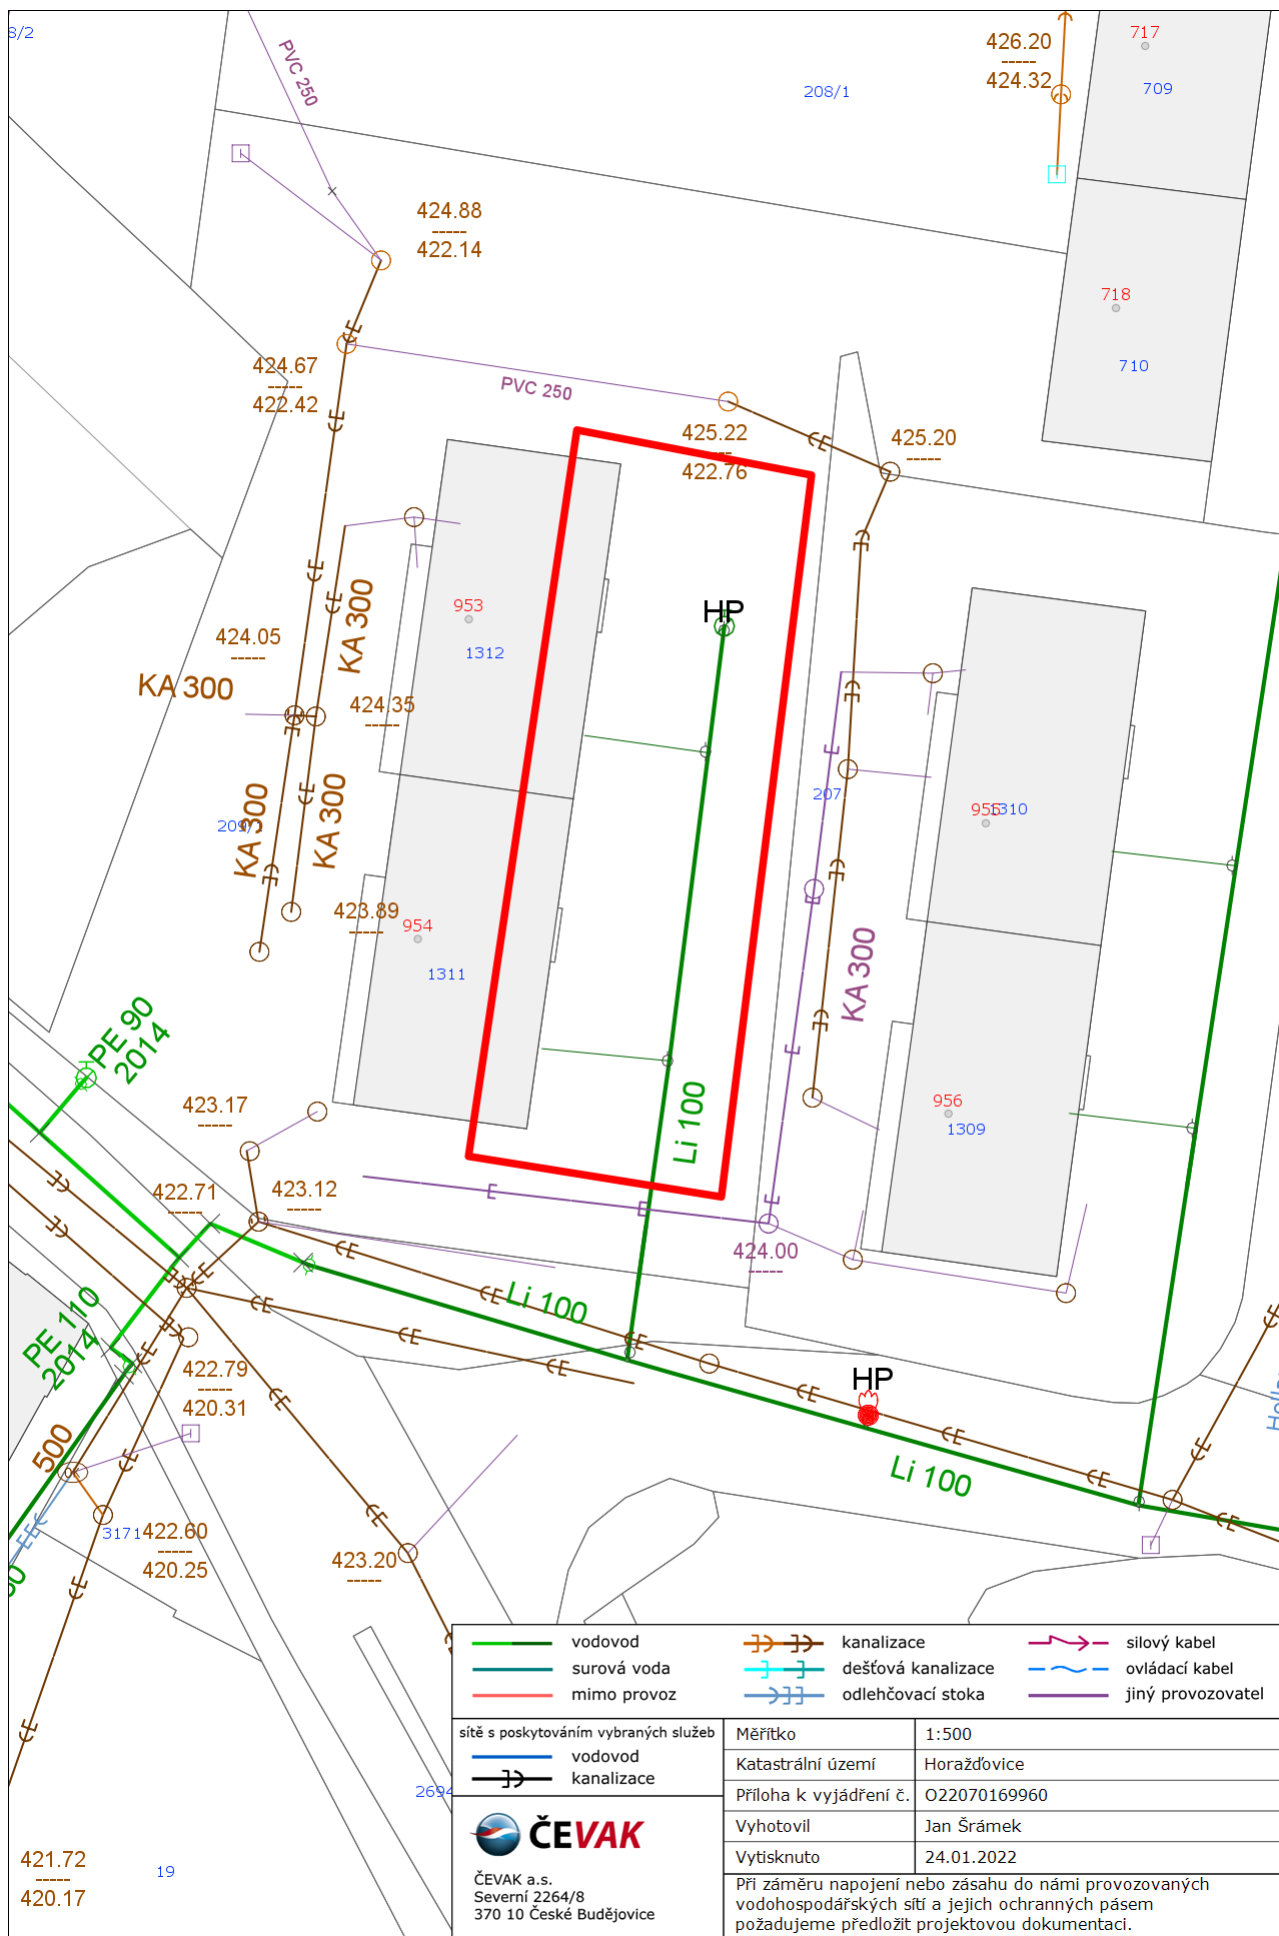 8/2
PVC 250
426.20
-----
424.32
717
709
208/1
424.88
-----
422.14
718
710
424.67
-----
422.42
PVC 250
425.22
---
422.76
425.20
-----
HP
953
1312
KA 300
424.05
-----
KA 300
424.35
-----
207
955
1310
KA 300
KA 300
209/1
423.89
-----
954
1311
KA 300
PE 90
2014
Li 100
956
1309
423.17
-----
422.71
-----
423.12
-----
424.00
-----
Li 100
PE 110
2014
422.79
-----
420.31
HP
500
Li 100
3171
422.60
-----
420.25
423.20
-----
2694
421.72
-----
420.17
19
vodovod
kanalizace
silový kabel
surová voda
dešťová kanalizace
ovládací kabel
mimo provoz
odlehčovací stoka
jiný provozovatel
sítě s poskytováním vybraných služeb
vodovod
kanalizace
Měřítko 1:500
Katastrální území Horažďovice
Příloha k vyjádření č. O22070169960
Vyhotovil Jan Šrámek
Vytisknuto 24.01.2022
ČEVAK
ČEVAK a.s.
Severní 2264/8
370 10 České Budějovice
Při záměru napojení nebo zásahu do námi provozovaných
vodohospodářských sítí a jejich ochranných pásem
požadujeme předložit projektovou dokumentaci.